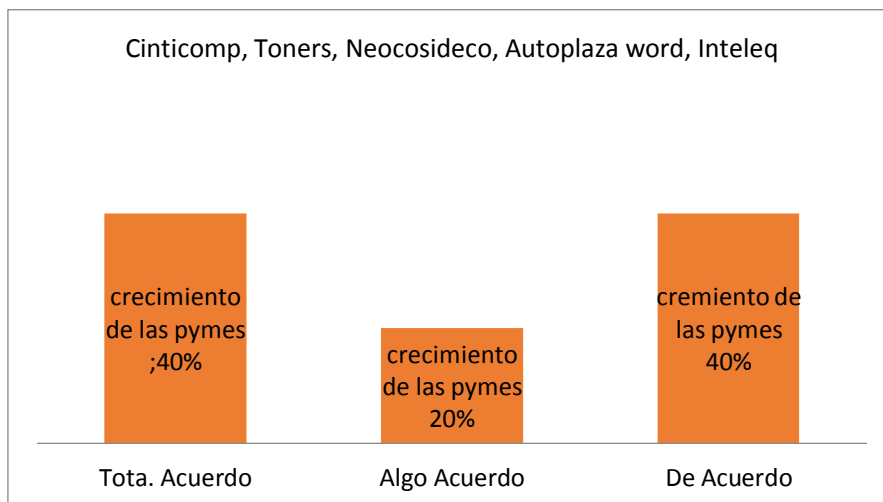 Cinticomp, Toners, Neocosideco, Autoplaza word, Inteleq
crecimiento
de las pymes
;40%
crecimiento
de las pymes
20%
cremiento de
las pymes
40%
Tota. Acuerdo
Algo Acuerdo
De Acuerdo